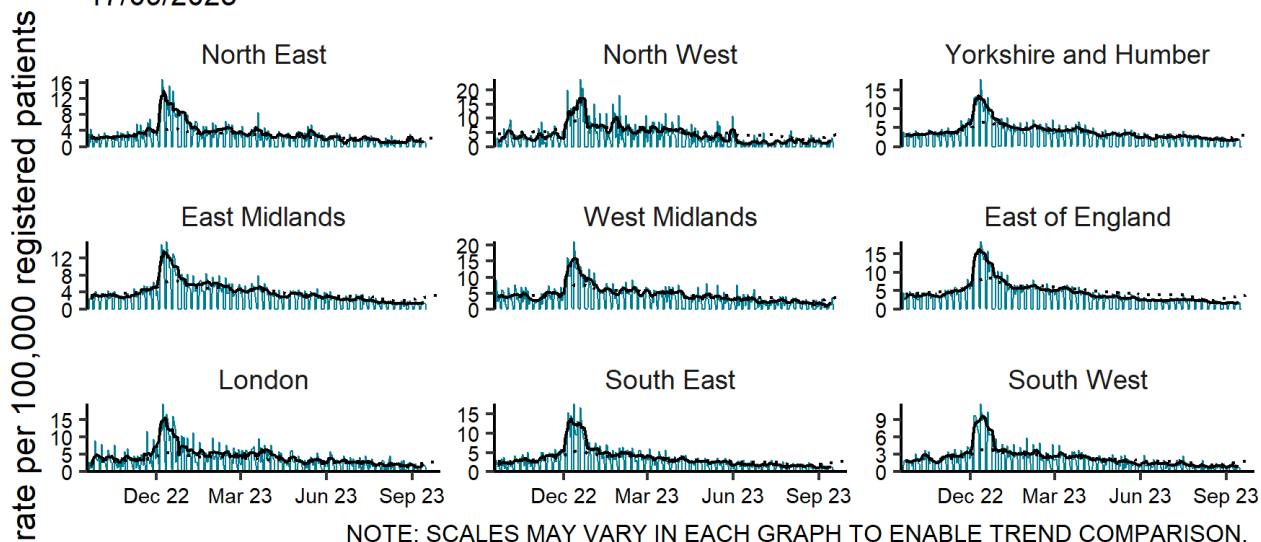 17/09/2023
rate per 100,000 registered patients
North East
North West
Yorkshire and Humber
16
12
8
4
0
20
15
10
5
0
15
10
5
0
East Midlands
West Midlands
East of England
12
8
4
0
20
15
10
5
0
15
10
5
0
London
South East
South West
15
10
5
0
15
10
5
0
9
6
3
0
Dec 22 Mar 23 Jun 23 Sep 23
Dec 22 Mar 23 Jun 23 Sep 23
Dec 22 Mar 23 Jun 23 Sep 23
NOTE: SCALES MAY VARY IN EACH GRAPH TO ENABLE TREND COMPARISON.